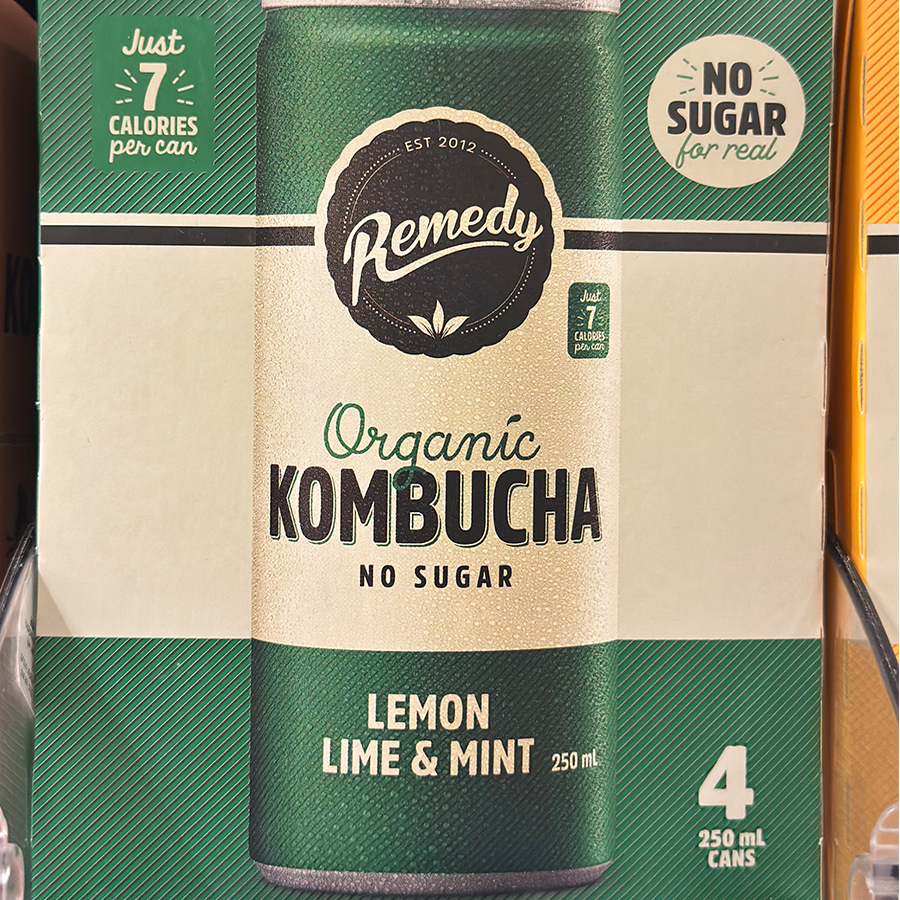 Just
7
CALORIES
per can
NO
SUGAR
for real
EST 2012
Remedy
Just
7
CALORIES
per can
Organic
KOMBUCHA
NO SUGAR
LEMON
LIME & MINT
250 mL
4
250 mL
CANS